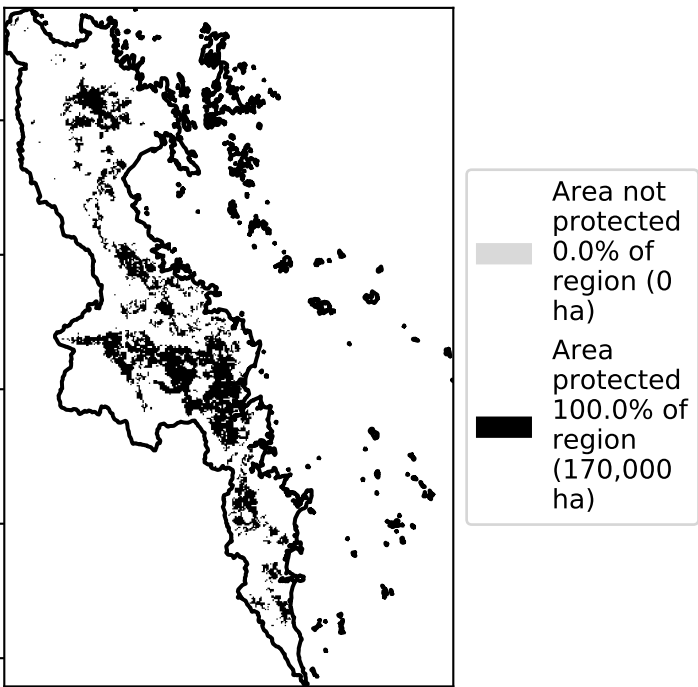 Area not
protected
0.0% of
region (0
ha)
Area
protected
100.0% of
region
(170,000
ha)